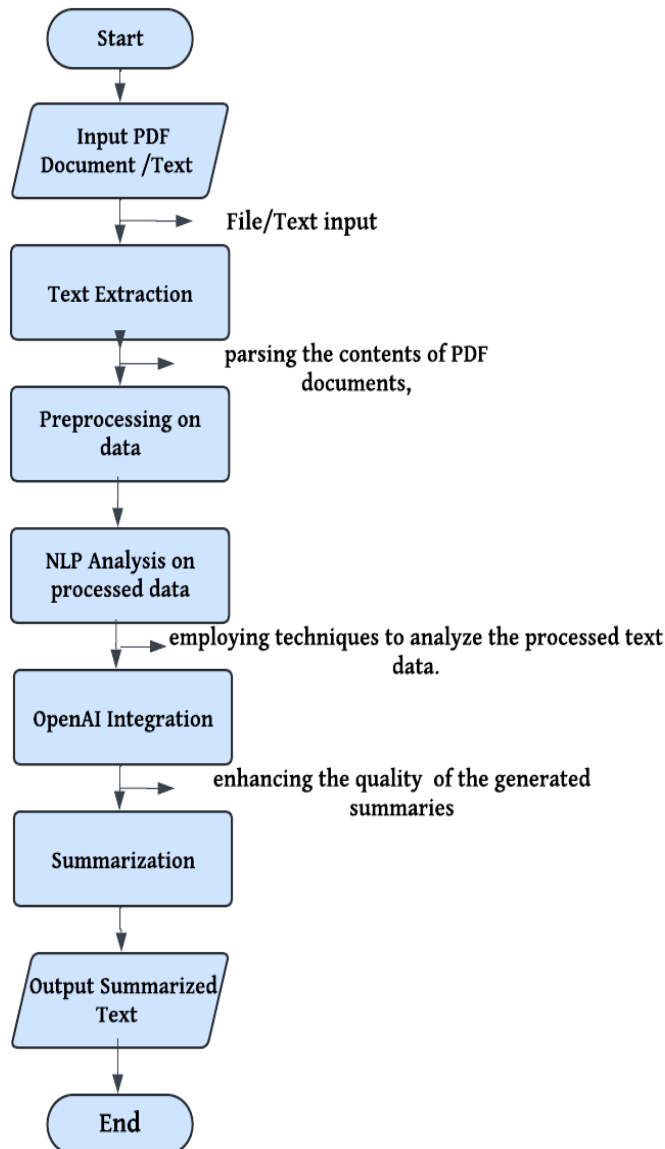 Start
Input PDF
Document /Text
File/Text input
Text Extraction
parsing the contents of PDF
documents,
Preprocessing on
data
NLP Analysis on
processed data
employing techniques to analyze the processed text
data.
OpenAI Integration
enhancing the quality of the generated
summaries
Summarization
Output Summarized
Text
End